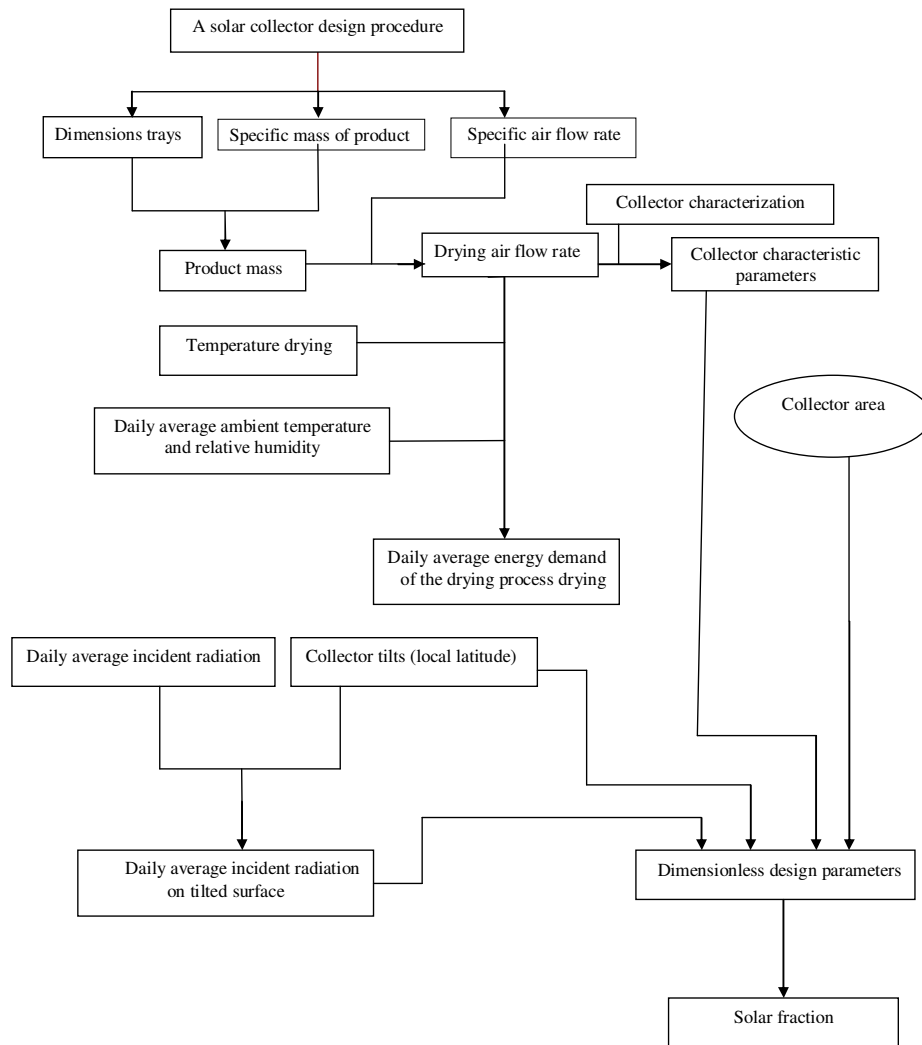 A solar collector design procedure
Dimensions trays
Specific mass of product
Specific air flow rate
Collector characterization
Product mass
Drying air flow rate
Collector characteristic
parameters
Temperature drying
Collector area
Daily average ambient temperature
and relative humidity
Daily average energy demand
of the drying process drying
Daily average incident radiation
Collector tilts (local latitude)
Daily average incident radiation
on tilted surface
Dimensionless design parameters
Solar fraction